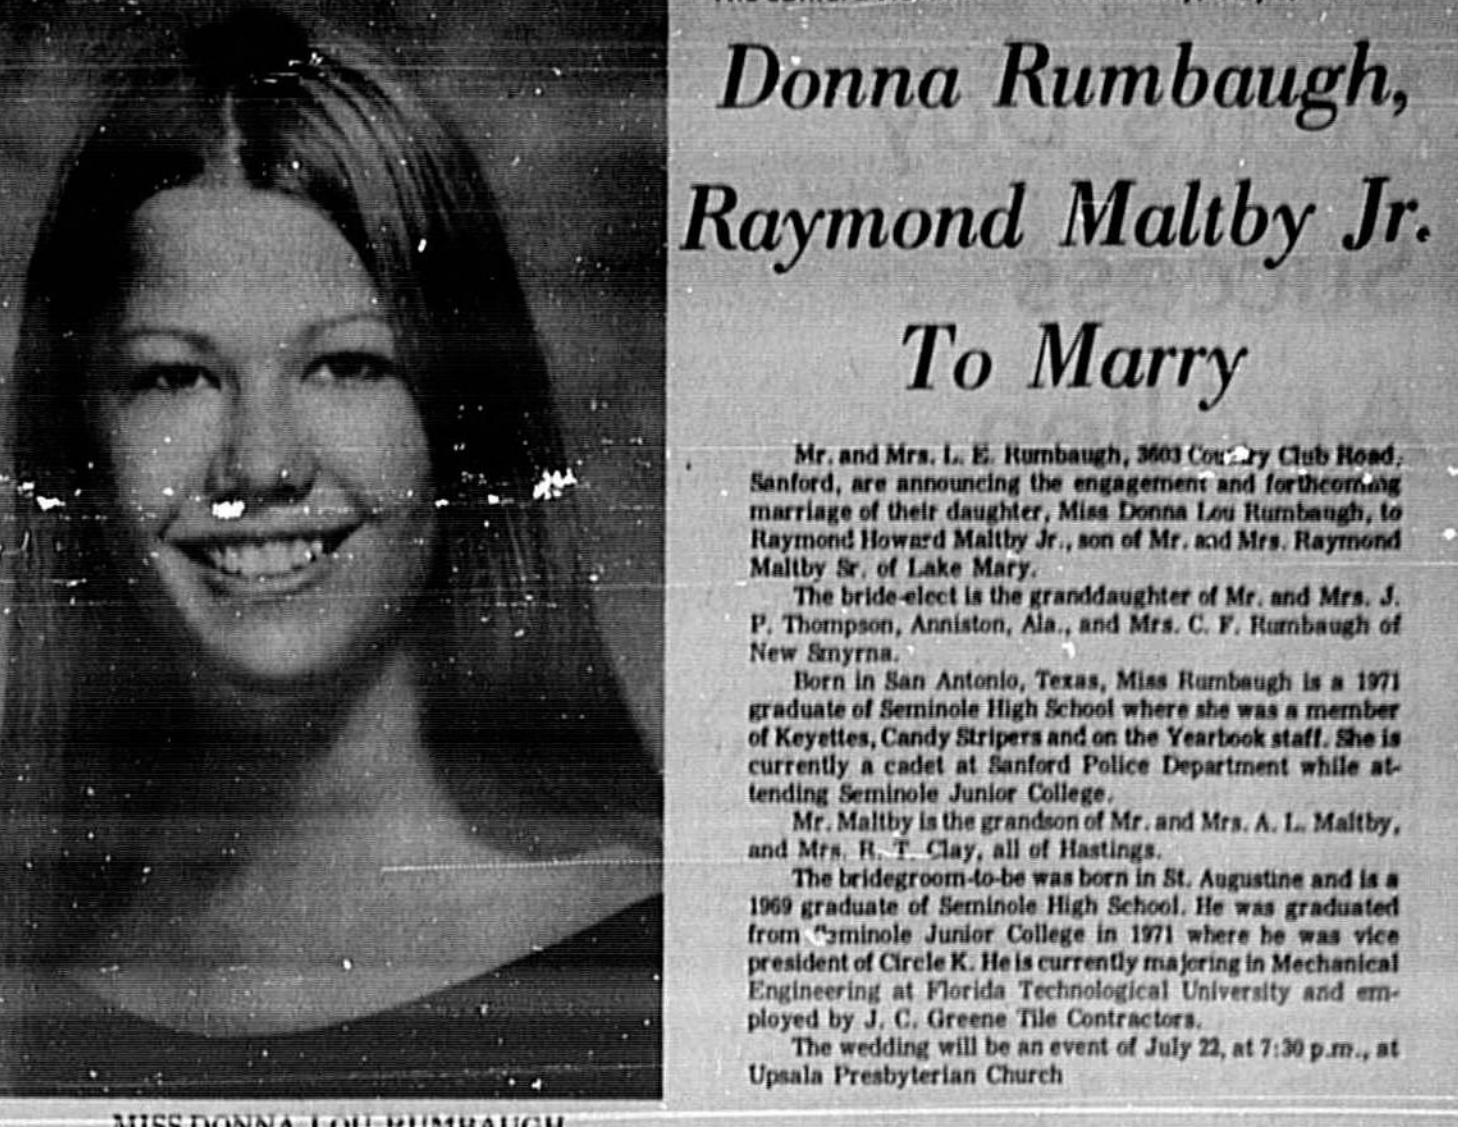 Donna Rumbaugh,
Raymond Maltby Jr.
To Marry
Mr. and Mrs. L. E. Rumbaugh, 3603 Country Club Road,
Sanford, are announcing the engagement and forthcoming
marriage of their daughter, Miss Donna Lou Rumbaugh, to
Raymond Howard Maltby Jr., son of Mr. and Mrs. Raymond
Maltby Sr. of Lake Mary.
The bride-elect is the granddaughter of Mr. and Mrs. J.
P. Thompson, Anniston, Ala., and Mrs. C. F. Rumbaugh of
New Smyrna.
Born in San Antonio, Texas, Miss Rumbaugh is a 1971
graduate of Seminole High School where she was a member
of Keyettes, Candy Stripers and on the Yearbook staff. She is
currently a cadet at Sanford Police Department while at-
tending Seminole Junior College.
Mr. Maltby is the grandson of Mr. and Mrs. A. L. Maltby,
and Mrs. R. T. Clay, all of Hastings.
The bridegroom-to-be was born in St. Augustine and is a
1969 graduate of Seminole High School. He was graduated
from Seminole Junior College in 1971 where he was vice
president of Circle K. He is currently majoring in Mechanical
Engineering at Florida Technological University and em-
ployed by J. C. Greene Tile Contractors.
The wedding will be an event of July 22, at 7:30 p.m., at
Upsala Presbyterian Church
MISS DONNA LOU RUMBAUGH